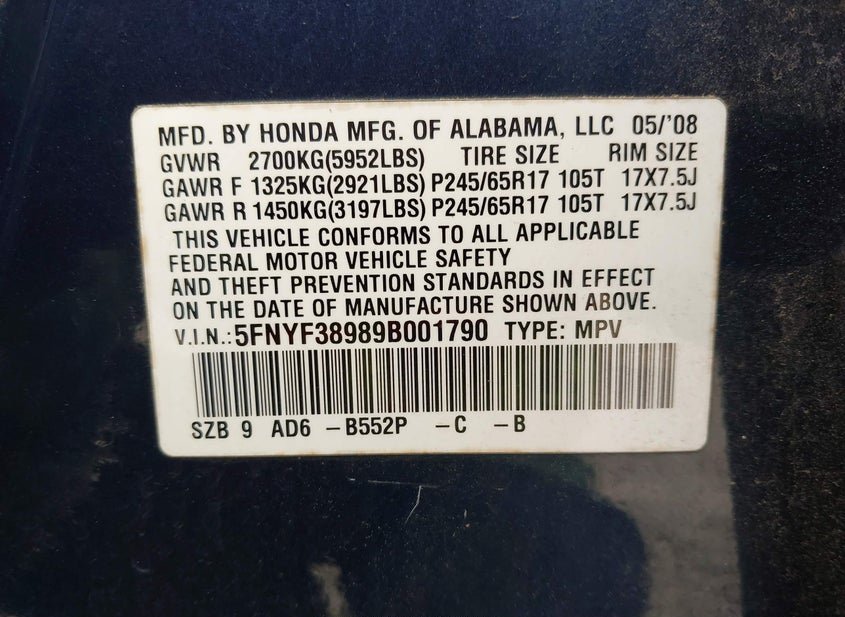 MFD. BY HONDA MFG. OF ALABAMA, LLC 05/'08
GVWR 2700KG(5952LBS) TIRE SIZE RIM SIZE
GAWR F 1325KG(2921LBS) P245/65R17 105T 17X7.5J
GAWR R 1450KG(3197LBS) P245/65R17 105T 17X7.5J
THIS VEHICLE CONFORMS TO ALL APPLICABLE
FEDERAL MOTOR VEHICLE SAFETY
AND THEFT PREVENTION STANDARDS IN EFFECT
ON THE DATE OF MANUFACTURE SHOWN ABOVE.
V.I.N.:5FNYF38989B001790 TYPE: MPV
SZB 9 AD6 -B552P -C -B